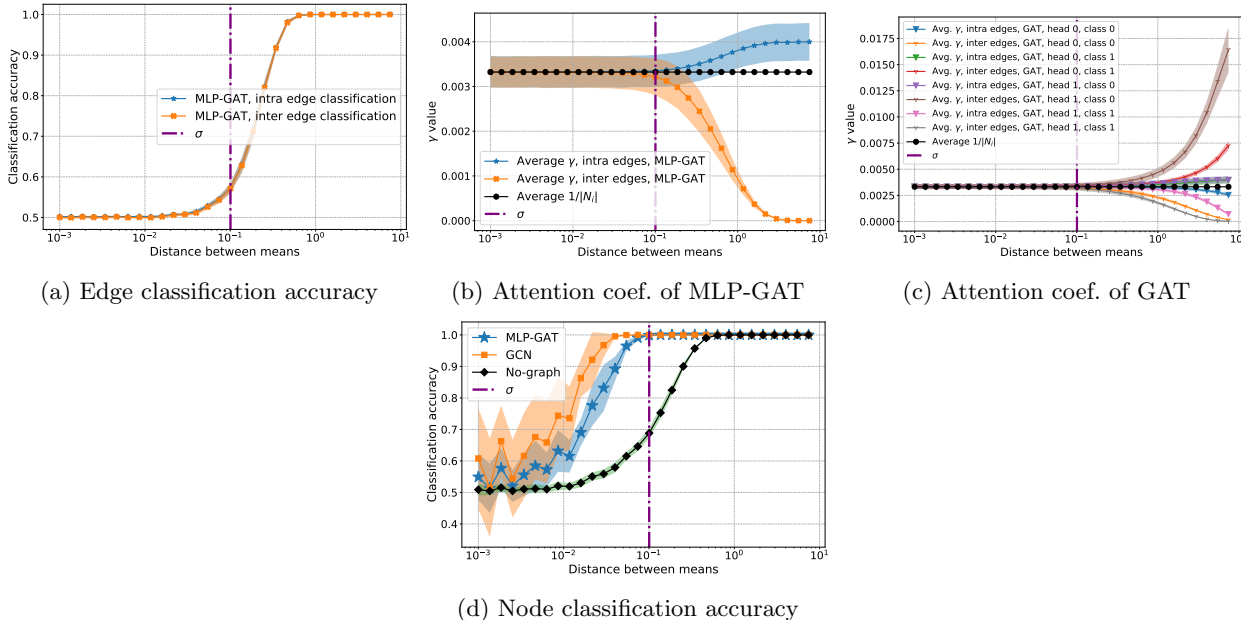 1.0
0.9
0.8
0.7
0.6
0.5
Classification accuracy
MLP-GAT, intra edge classification
MLP-GAT, inter edge classification
σ
10⁻³ 10⁻² 10⁻¹ 10⁰ 10¹
Distance between means
(a) Edge classification accuracy
0.004
0.003
0.002
0.001
0.000
γ value
Average γ, intra edges, MLP-GAT
Average γ, inter edges, MLP-GAT
Average 1/|Nᵢ|
σ
10⁻³ 10⁻² 10⁻¹ 10⁰ 10¹
Distance between means
(b) Attention coef. of MLP-GAT
0.0175
0.0150
0.0125
0.0100
0.0075
0.0050
0.0025
0.0000
γ value
Avg. γ, intra edges, GAT, head 0, class 0
Avg. γ, inter edges, GAT, head 0, class 0
Avg. γ, intra edges, GAT, head 0, class 1
Avg. γ, inter edges, GAT, head 0, class 1
Avg. γ, intra edges, GAT, head 1, class 0
Avg. γ, inter edges, GAT, head 1, class 0
Avg. γ, intra edges, GAT, head 1, class 1
Avg. γ, inter edges, GAT, head 1, class 1
Average 1/|Nᵢ|
σ
10⁻³ 10⁻² 10⁻¹ 10⁰ 10¹
Distance between means
(c) Attention coef. of GAT
1.0
0.9
0.8
0.7
0.6
0.5
0.4
Classification accuracy
MLP-GAT
GCN
No-graph
σ
10⁻³ 10⁻² 10⁻¹ 10⁰ 10¹
Distance between means
(d) Node classification accuracy